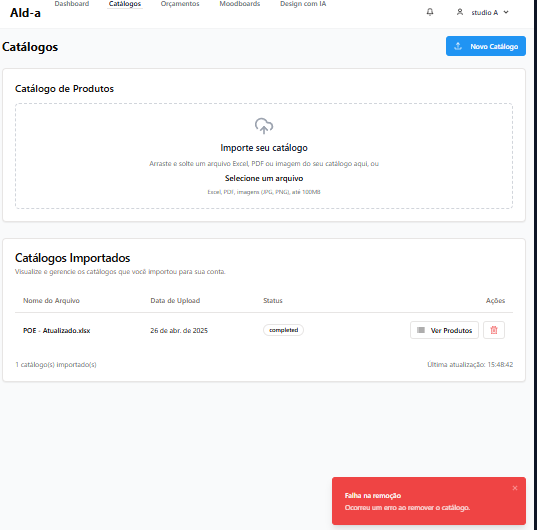 Ald-a
Dashboard
Catálogos
Orçamentos
Moodboards
Design com IA
studio A
Catálogos
Novo Catálogo
Catálogo de Produtos
Importe seu catálogo
Arraste e solte um arquivo Excel, PDF ou imagem do seu catálogo aqui, ou
Selecione um arquivo
Excel, PDF, imagens (JPG, PNG), até 100MB
Catálogos Importados
Visualize e gerencie os catálogos que você importou para sua conta.
Nome do Arquivo
Data de Upload
Status
Ações
POE - Atualizado.xlsx
26 de abr. de 2025
completed
Ver Produtos
1 catálogo(s) importado(s)
Última atualização: 15:48:42
Falha na remoção
Ocorreu um erro ao remover o catálogo.